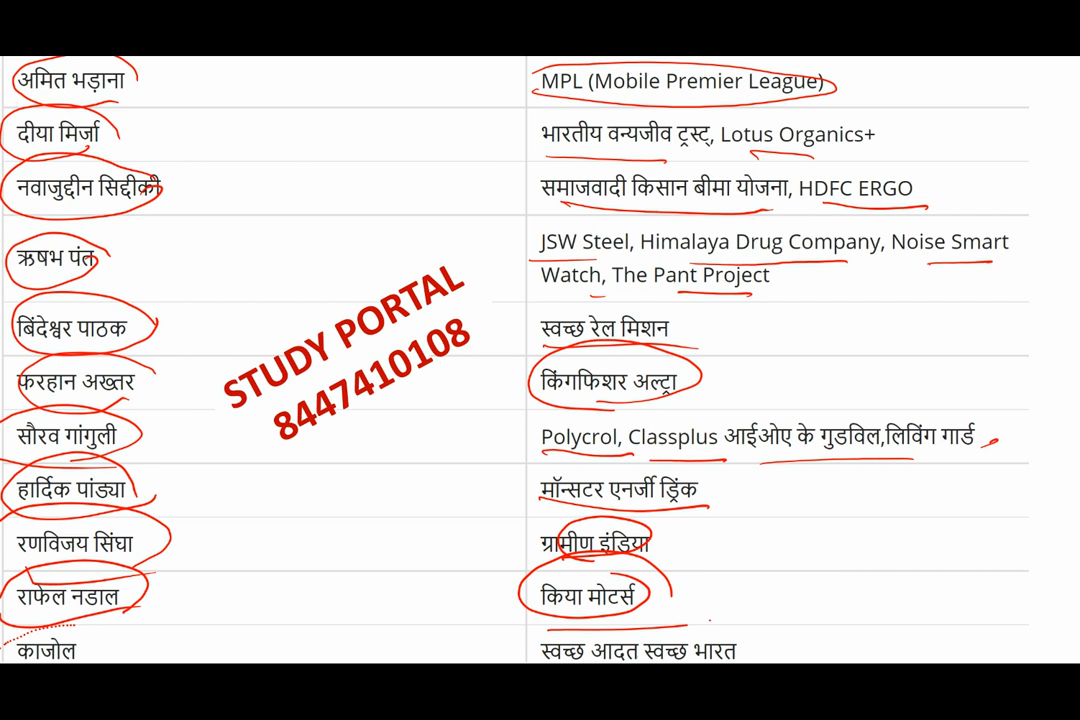 अमित भड़ाना MPL (Mobile Premier League)
दीया मिर्जा भारतीय वन्यजीव ट्रस्ट, Lotus Organics+
नवाजुद्दीन सिद्दीकी समाजवादी किसान बीमा योजना, HDFC ERGO
ऋषभ पंत JSW Steel, Himalaya Drug Company, Noise Smart
Watch, The Pant Project
बिंदेश्वर पाठक स्वच्छ रेल मिशन
फरहान अख्तर किंगफिशर अल्ट्रा
सौरव गांगुली Polycrol, Classplus आईओए के गुडविल,लिविंग गार्ड
हार्दिक पांड्या मॉन्सटर एनर्जी ड्रिंक
रणविजय सिंघा ग्रामीण इंडिया
राफेल नडाल किया मोटर्स
काजोल स्वच्छ आदत स्वच्छ भारत
STUDY PORTAL
8447410108